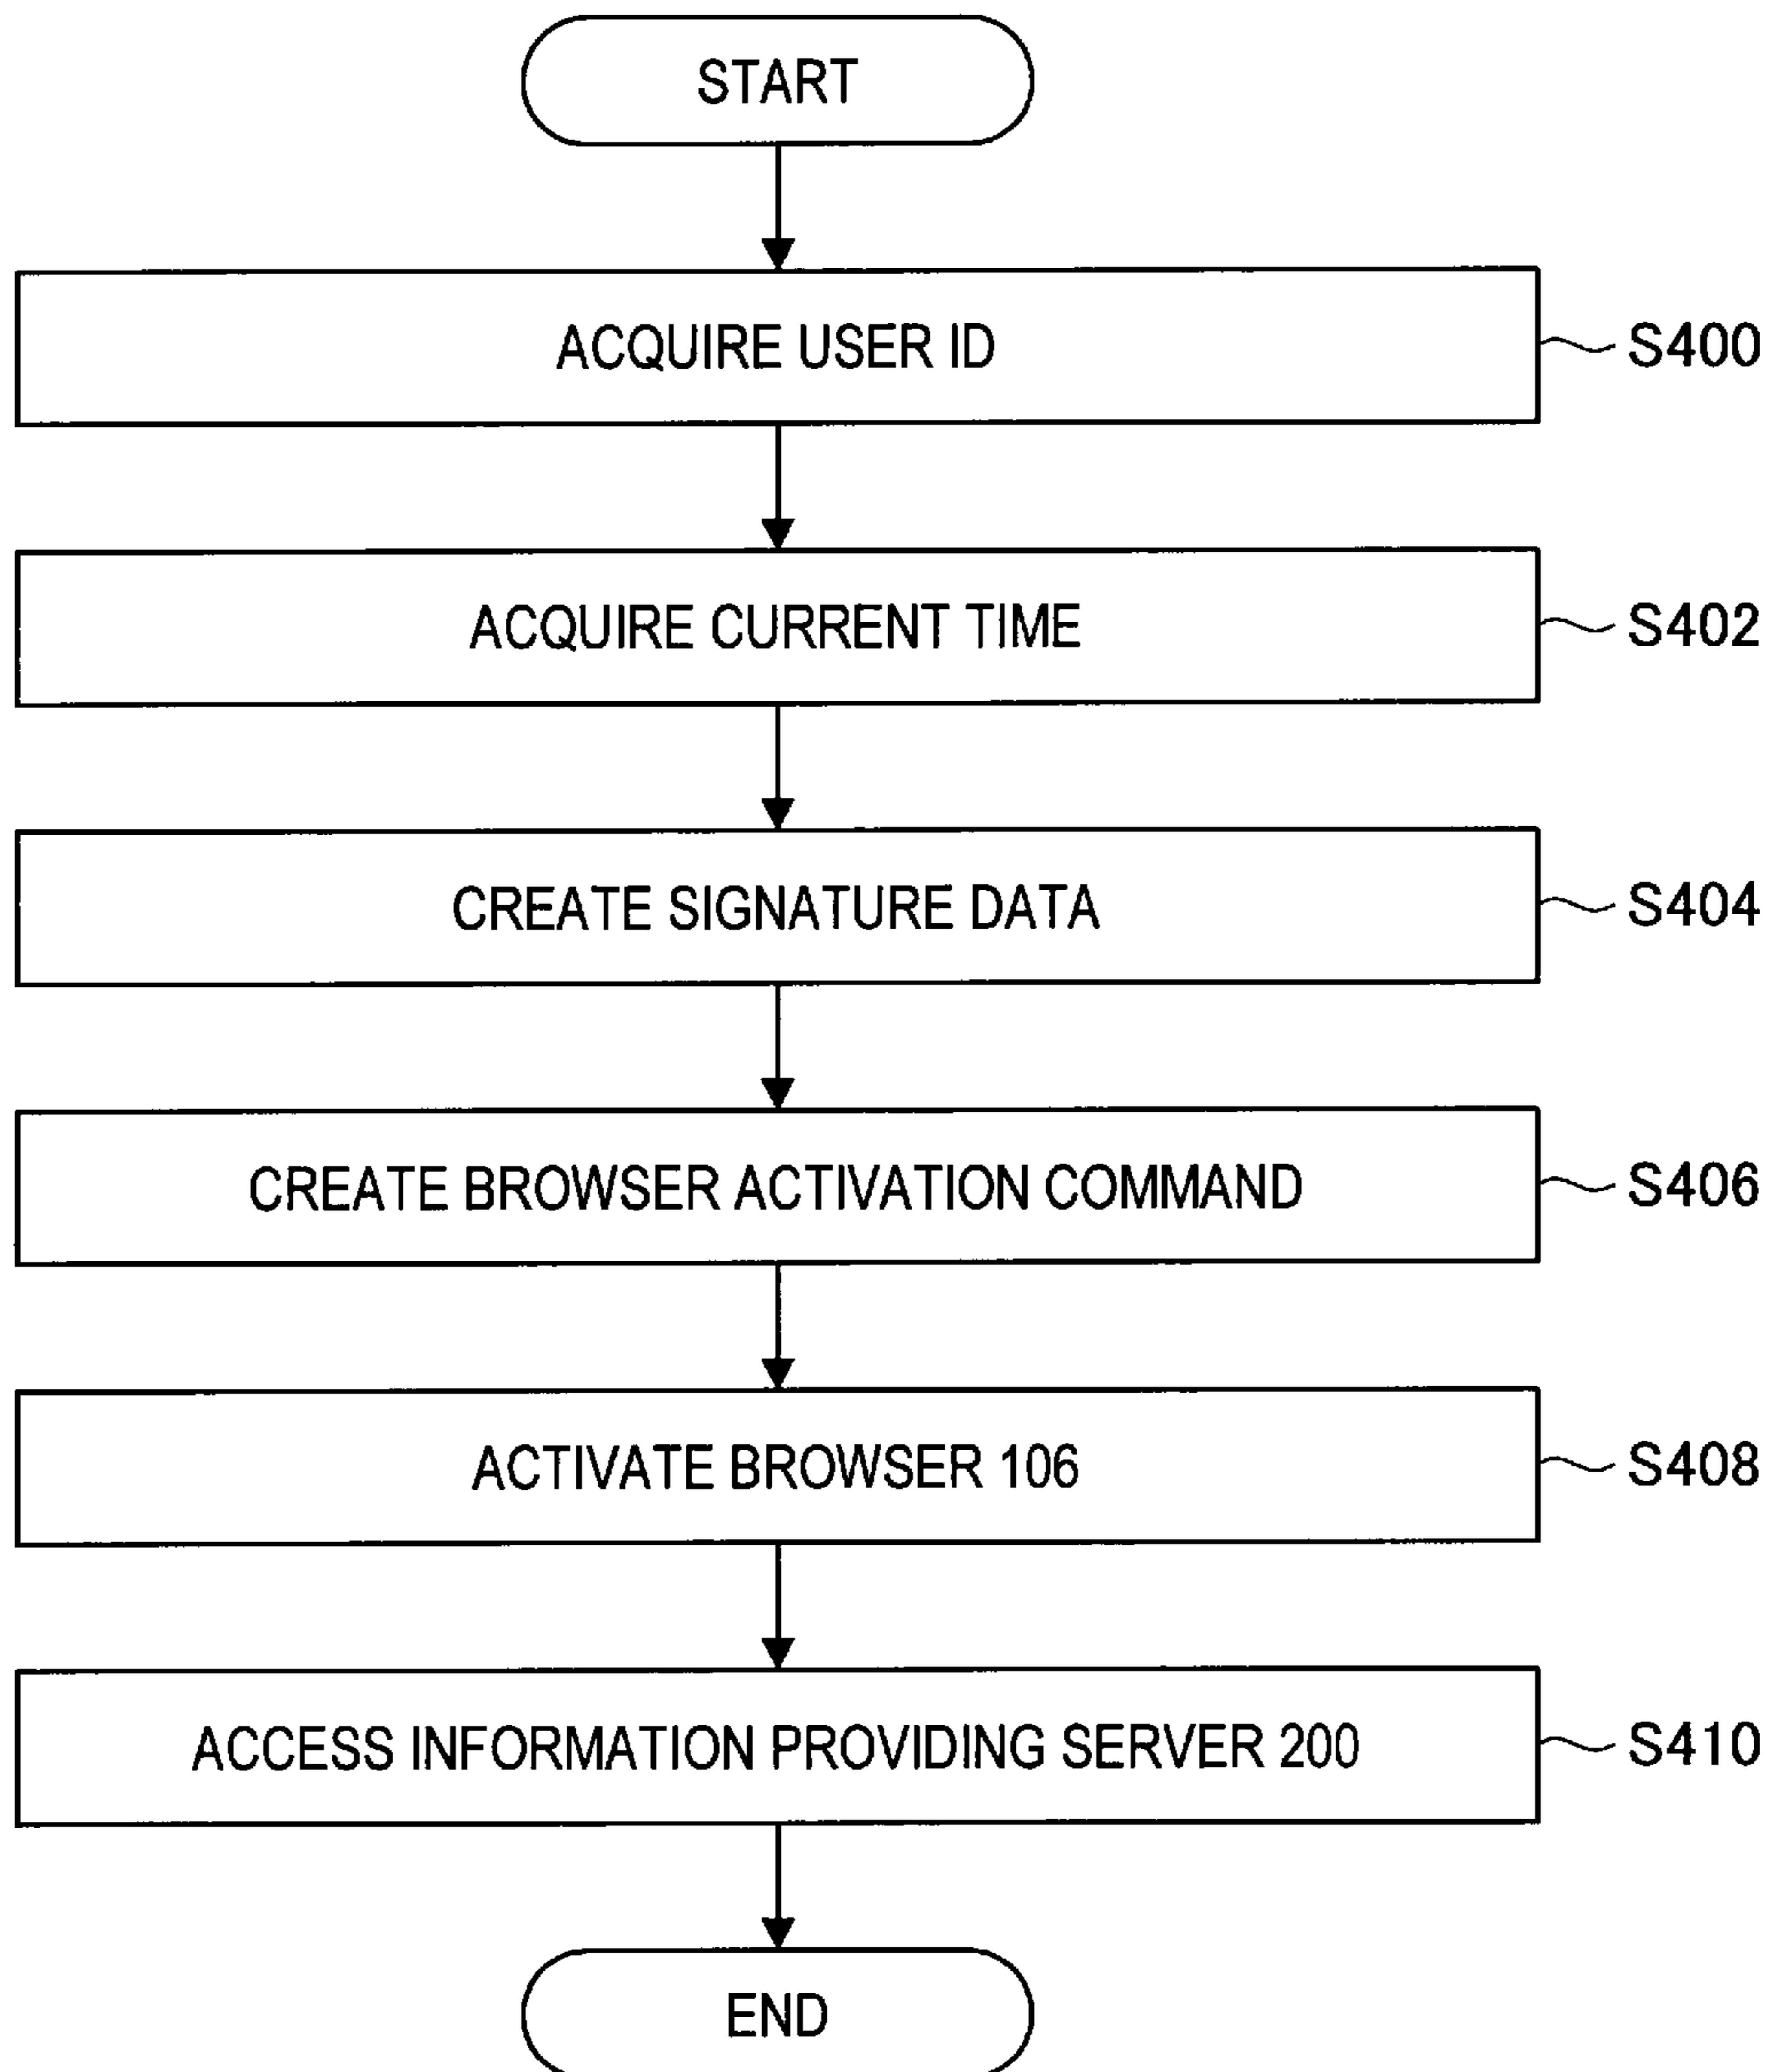 START
ACQUIRE USER ID
S400
ACQUIRE CURRENT TIME
S402
CREATE SIGNATURE DATA
S404
CREATE BROWSER ACTIVATION COMMAND
S406
ACTIVATE BROWSER 106
S408
ACCESS INFORMATION PROVIDING SERVER 200
S410
END